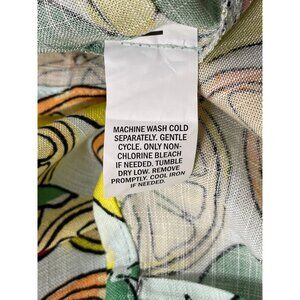 MACHINE WASH COLD
SEPARATELY. GENTLE
CYCLE. ONLY NON-
CHLORINE BLEACH
IF NEEDED. TUMBLE
DRY LOW. REMOVE
PROMPTLY. COOL IRON
IF NEEDED.